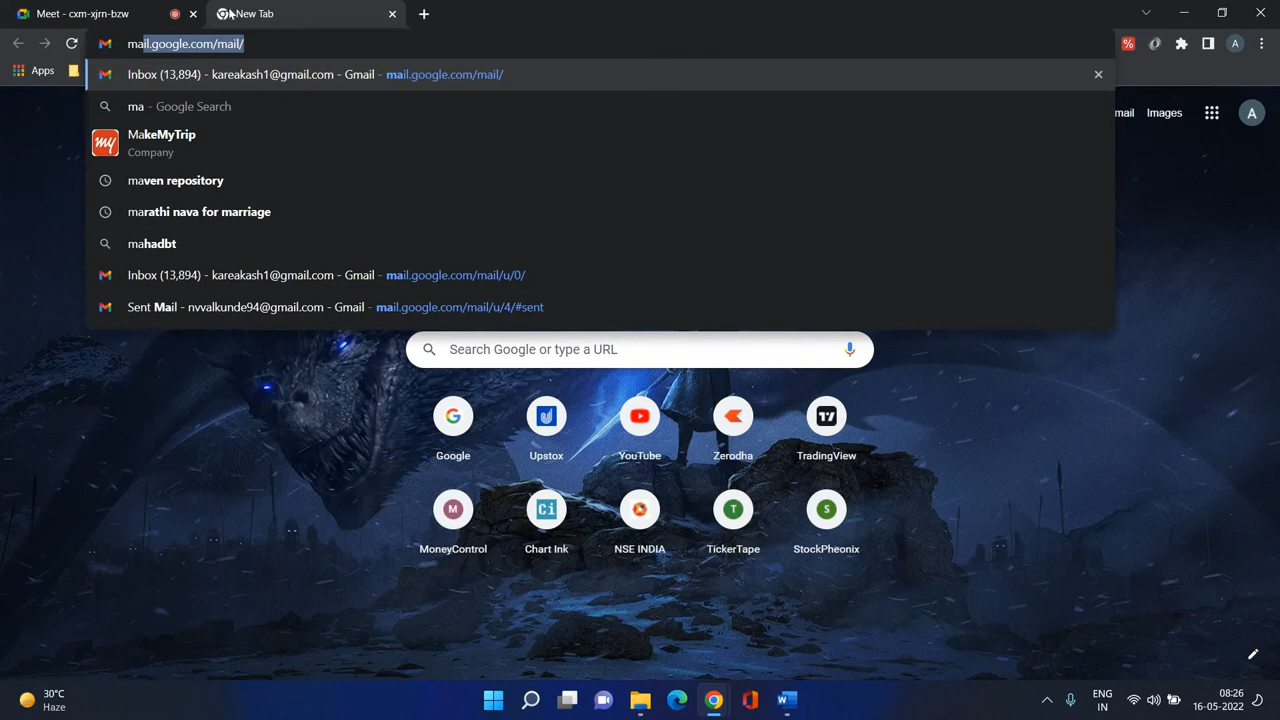 Meet - cxm-xjrn-bzw
New Tab
mail.google.com/mail/
Apps
Inbox (13,894) - kareakash1@gmail.com - Gmail - mail.google.com/mail/
ma - Google Search
MakeMyTrip
Company
maven repository
marathi nava for marriage
mahadbt
Inbox (13,894) - kareakash1@gmail.com - Gmail - mail.google.com/mail/u/0/
Sent Mail - nvvalkunde94@gmail.com - Gmail - mail.google.com/mail/u/4/#sent
mail Images A
A
Search Google or type a URL
Google Upstox YouTube Zerodha TradingView
M Ci T S
MoneyControl Chart Ink NSE INDIA TickerTape StockPheonix
30°C
Haze
ENG
IN
08:26
16-05-2022